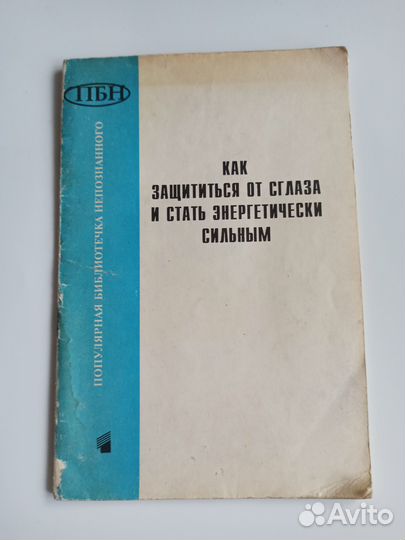 ПБН
КАК
ЗАЩИТИТЬСЯ ОТ СГЛАЗА
И СТАТЬ ЭНЕРГЕТИЧЕСКИ
СИЛЬНЫМ
ПОПУЛЯРНАЯ БИБЛИОТЕЧКА НЕПОЗНАННОГО
Avito